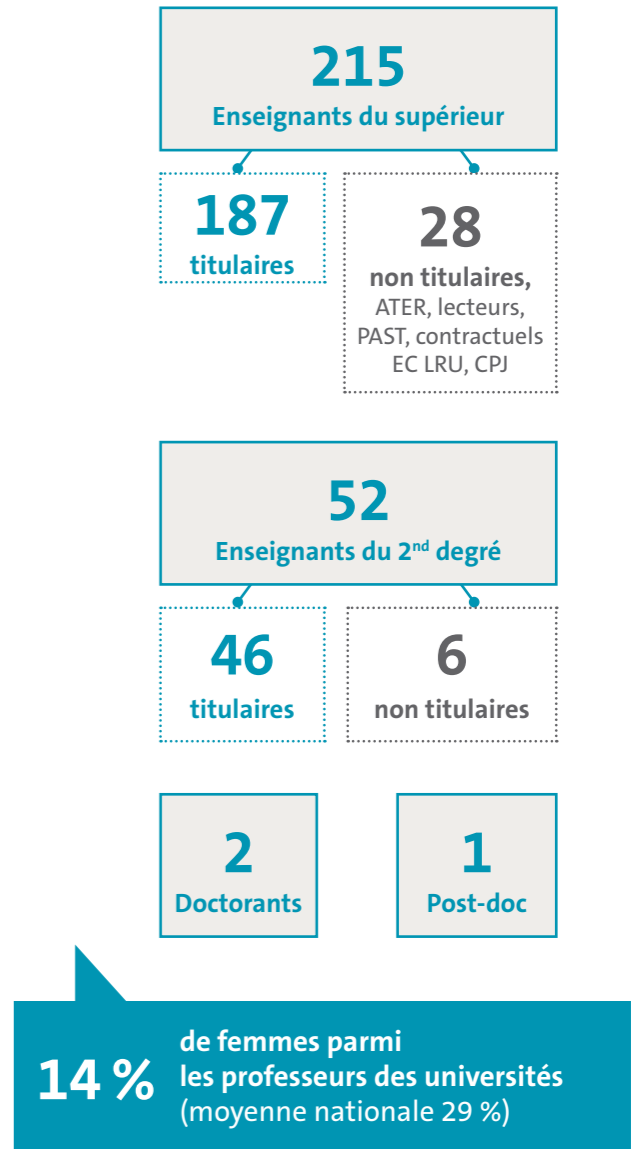 215
Enseignants du supérieur
187
titulaires
28
non titulaires,
ATER, lecteurs,
PAST, contractuels
EC LRU, CPJ
52
Enseignants du 2nd degré
46
titulaires
6
non titulaires
2
Doctorants
1
Post-doc
14 %
de femmes parmi
les professeurs des universités
(moyenne nationale 29 %)